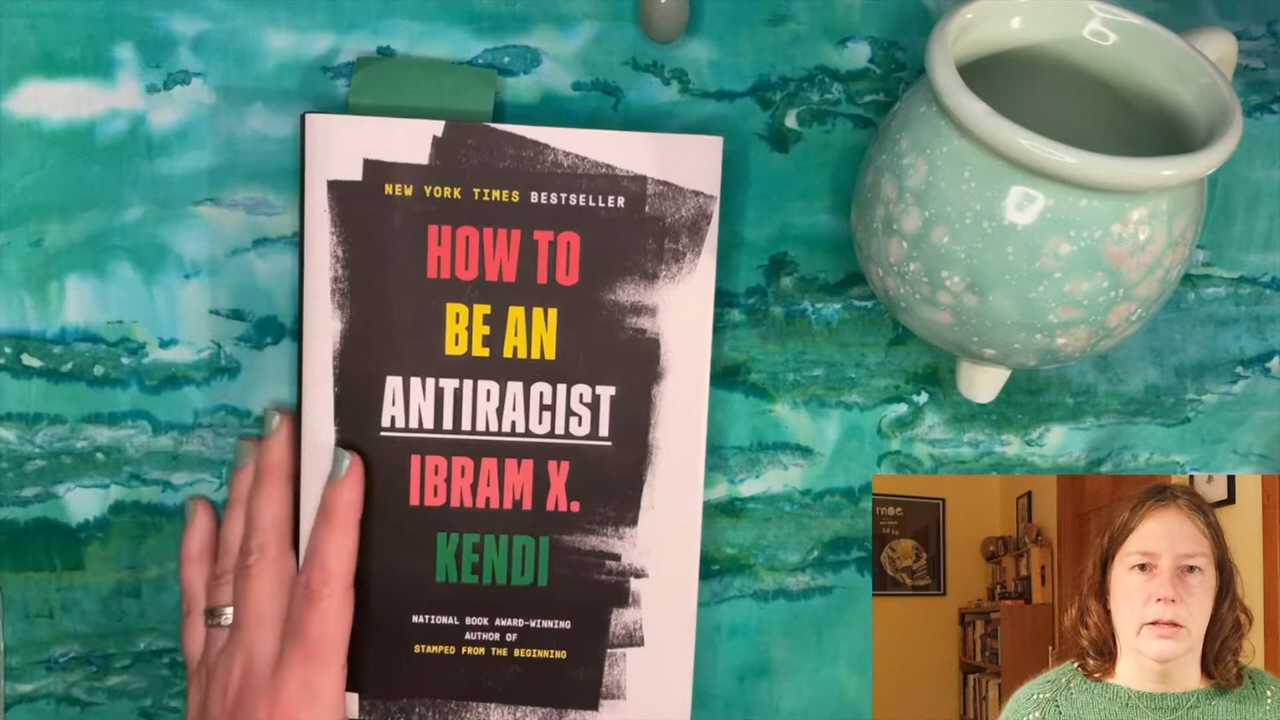 NEW YORK TIMES BESTSELLER
HOW TO
BE AN
ANTIRACIST
IBRAM X.
KENDI
NATIONAL BOOK AWARD-WINNING
AUTHOR OF
STAMPED FROM THE BEGINNING
moe.